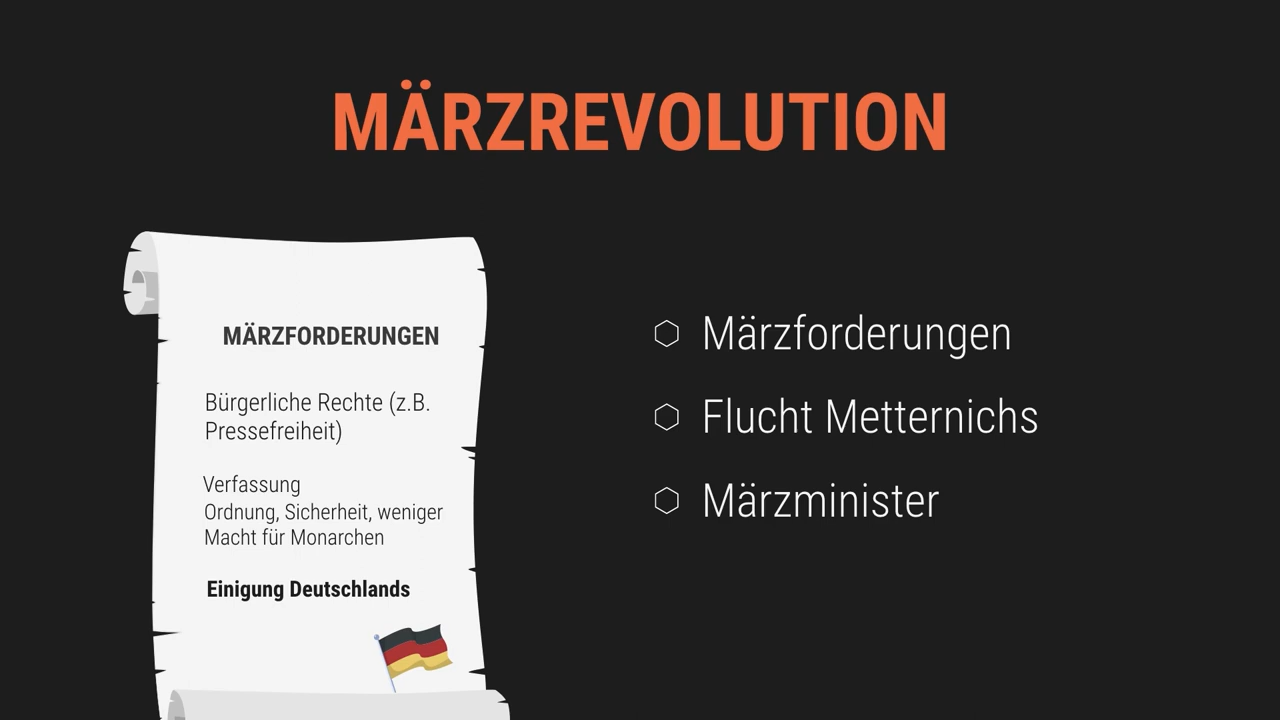 MÄRZREVOLUTION
MÄRZFORDERUNGEN
Bürgerliche Rechte (z.B.
Pressefreiheit)
Verfassung
Ordnung, Sicherheit, weniger
Macht für Monarchen
Einigung Deutschlands
Märzforderungen
Flucht Metternichs
Märzminister